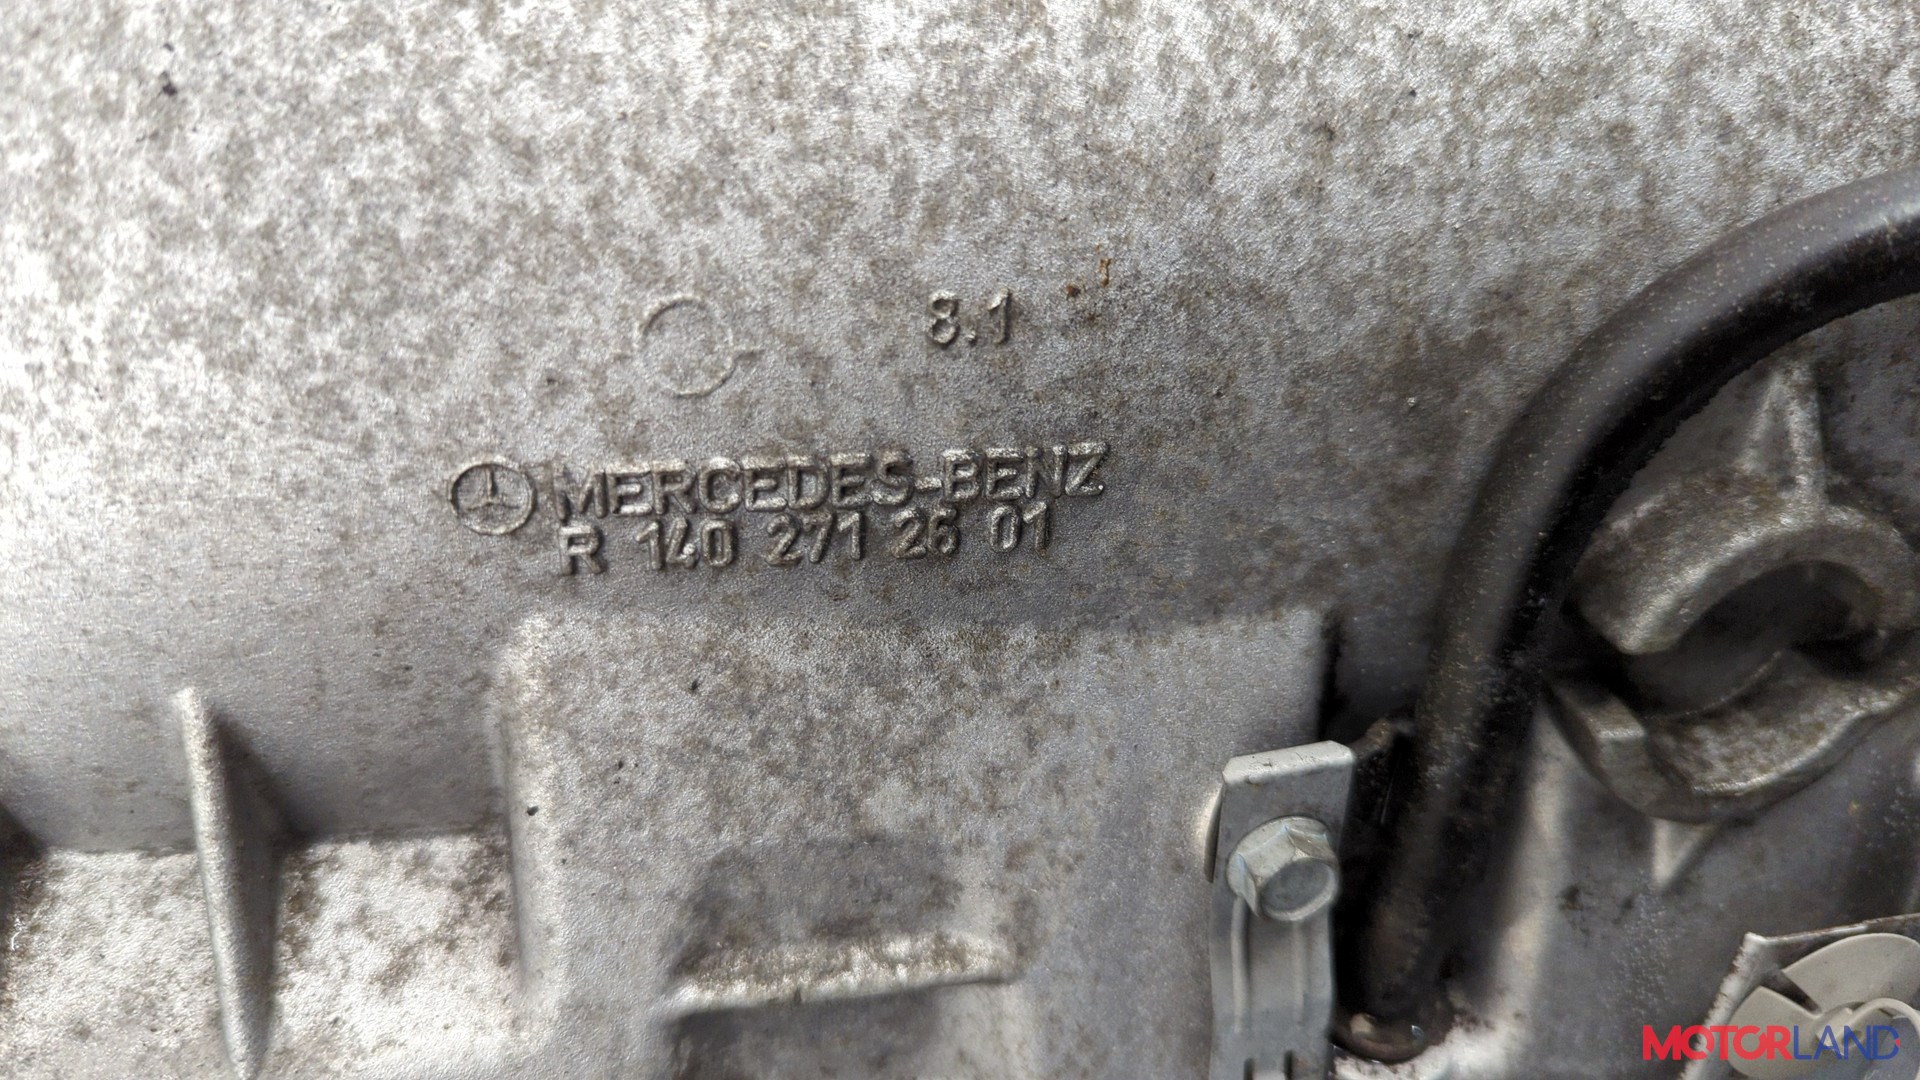 8.1
MERCEDES-BENZ
R 140 271 26 01
MOTORLAND